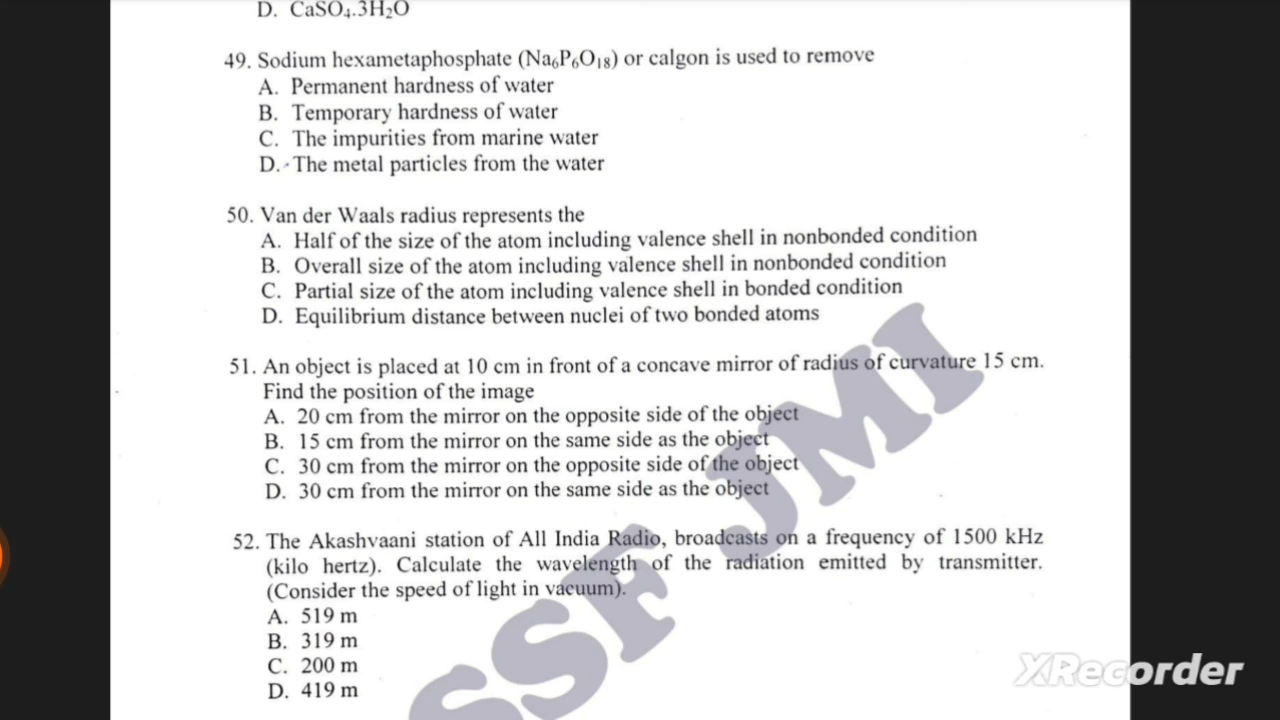 D. CaSO₄.3H₂O
49. Sodium hexametaphosphate (Na₆P₆O₁₈) or calgon is used to remove
A. Permanent hardness of water
B. Temporary hardness of water
C. The impurities from marine water
D. The metal particles from the water
50. Van der Waals radius represents the
A. Half of the size of the atom including valence shell in nonbonded condition
B. Overall size of the atom including valence shell in nonbonded condition
C. Partial size of the atom including valence shell in bonded condition
D. Equilibrium distance between nuclei of two bonded atoms
51. An object is placed at 10 cm in front of a concave mirror of radius of curvature 15 cm.
Find the position of the image
A. 20 cm from the mirror on the opposite side of the object
B. 15 cm from the mirror on the same side as the object
C. 30 cm from the mirror on the opposite side of the object
D. 30 cm from the mirror on the same side as the object
52. The Akashvaani station of All India Radio, broadcasts on a frequency of 1500 kHz
(kilo hertz). Calculate the wavelength of the radiation emitted by transmitter.
(Consider the speed of light in vacuum).
A. 519 m
B. 319 m
C. 200 m
D. 419 m
SSF JMI
XRecorder